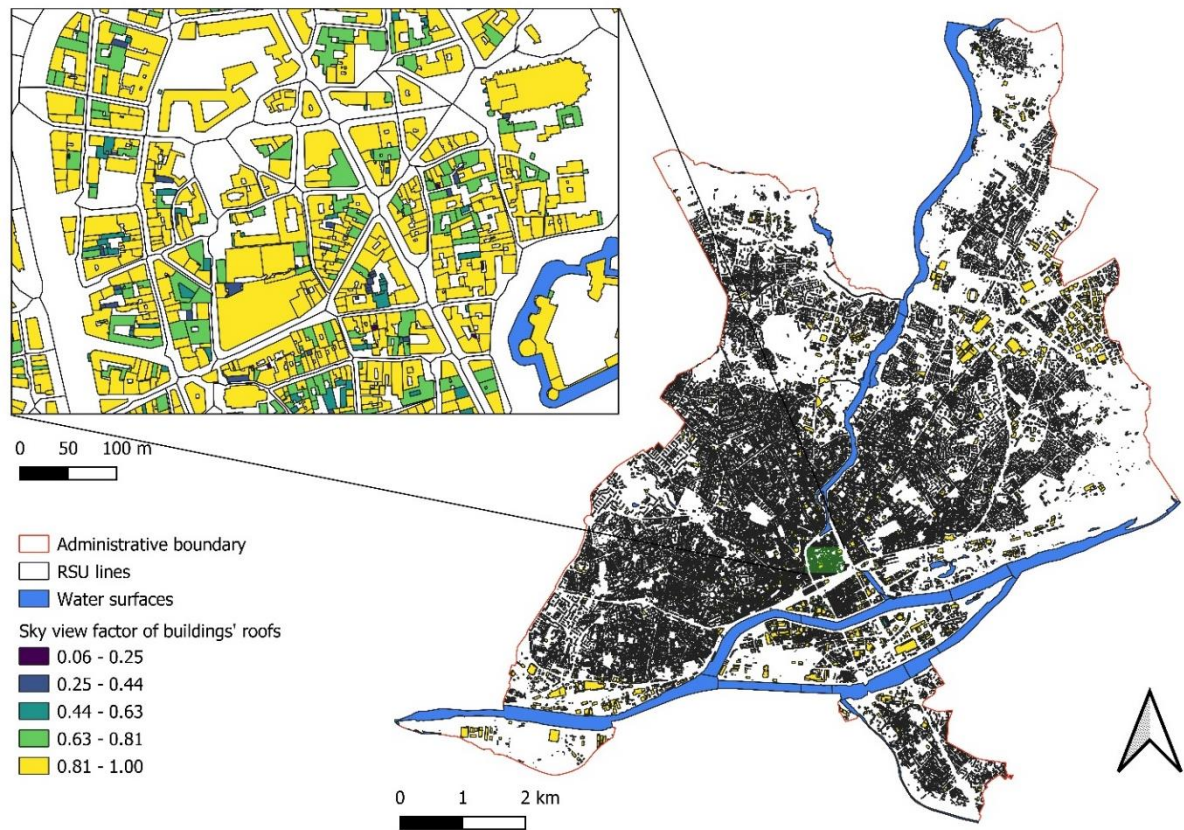 0 50 100 m
Administrative boundary
RSU lines
Water surfaces
Sky view factor of buildings' roofs
0.06 - 0.25
0.25 - 0.44
0.44 - 0.63
0.63 - 0.81
0.81 - 1.00
0 1 2 km